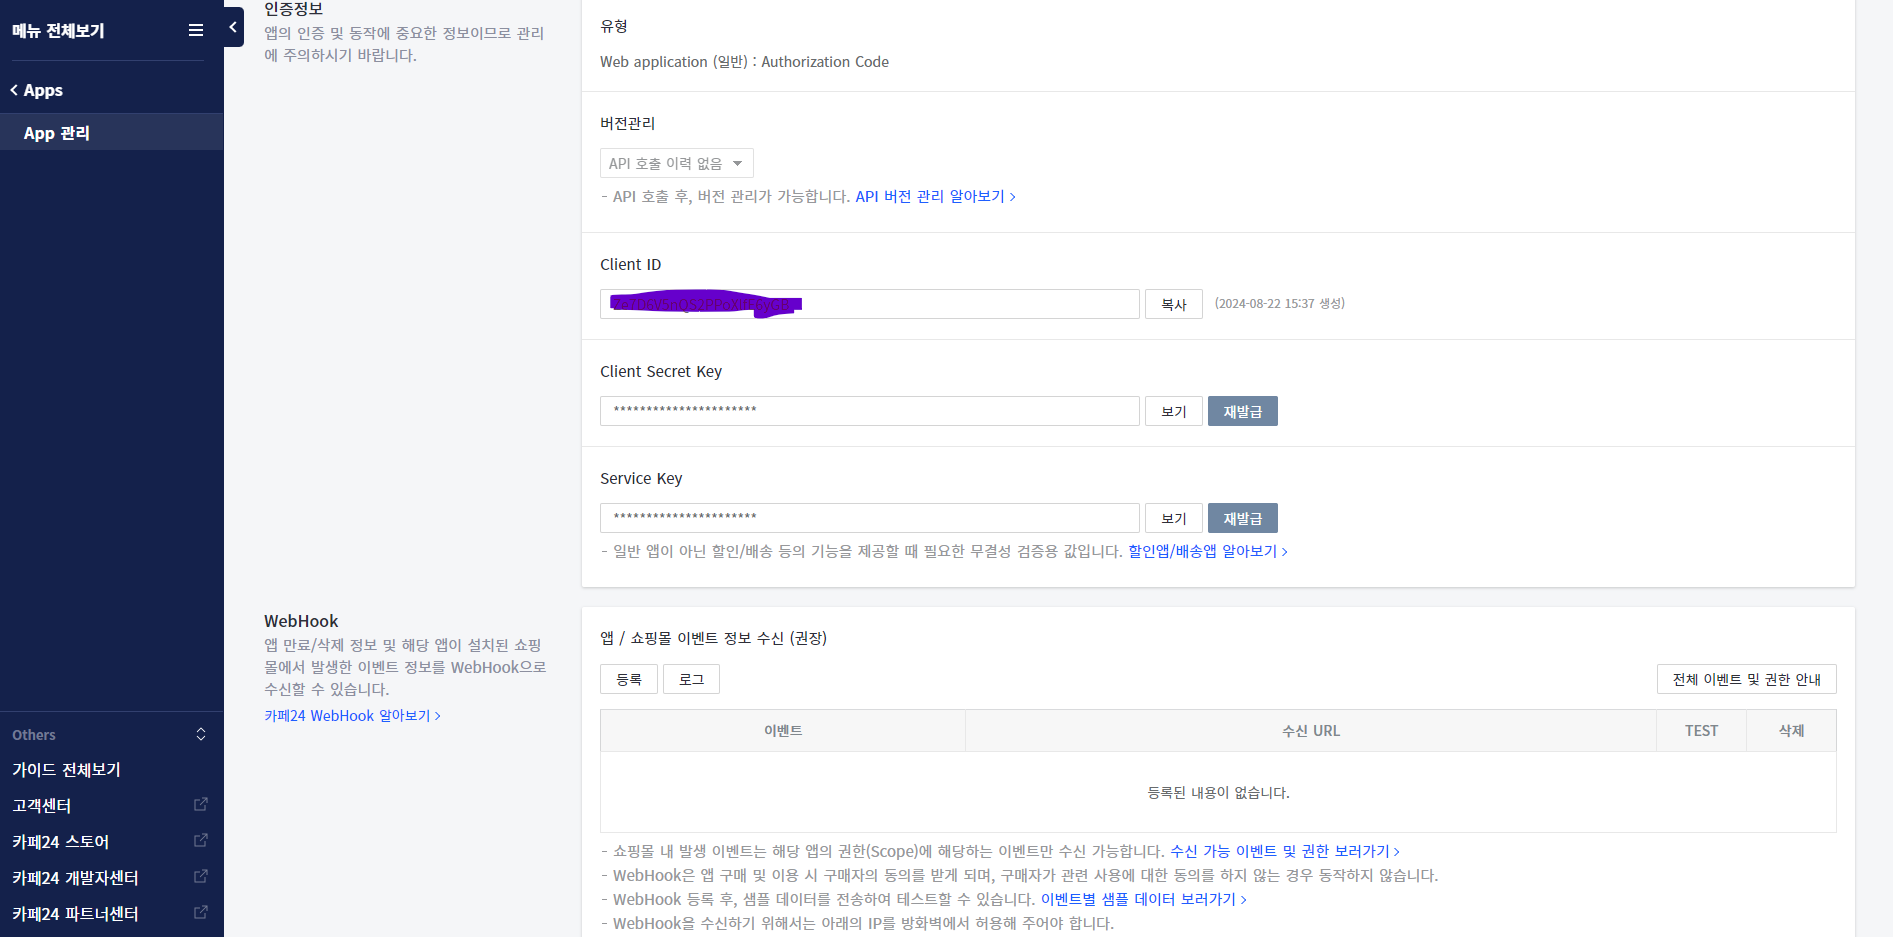 메뉴 전체보기
Apps
App 관리
Others
가이드 전체보기
고객센터
카페24 스토어
카페24 개발자센터
카페24 파트너센터
인증정보
앱의 인증 및 동작에 중요한 정보이므로 관리
에 주의하시기 바랍니다.
유형
Web application (일반) : Authorization Code
버전관리
API 호출 이력 없음
- API 호출 후, 버전 관리가 가능합니다. API 버전 관리 알아보기
Client ID
복사 (2024-08-22 15:37 생성)
Client Secret Key
********************** 보기 재발급
Service Key
********************** 보기 재발급
- 일반 앱이 아닌 할인/배송 등의 기능을 제공할 때 필요한 무결성 검증용 값입니다. 할인앱/배송앱 알아보기
WebHook
앱 만료/삭제 정보 및 해당 앱이 설치된 쇼핑
몰에서 발생한 이벤트 정보를 WebHook으로
수신할 수 있습니다.
카페24 WebHook 알아보기
앱 / 쇼핑몰 이벤트 정보 수신 (권장)
등록 로그 전체 이벤트 및 권한 안내
이벤트 수신 URL TEST 삭제
등록된 내용이 없습니다.
- 쇼핑몰 내 발생 이벤트는 해당 앱의 권한(Scope)에 해당하는 이벤트만 수신 가능합니다. 수신 가능 이벤트 및 권한 보러가기
- WebHook은 앱 구매 및 이용 시 구매자의 동의를 받게 되며, 구매자가 관련 사용에 대한 동의를 하지 않는 경우 동작하지 않습니다.
- WebHook 등록 후, 샘플 데이터를 전송하여 테스트할 수 있습니다. 이벤트별 샘플 데이터 보러가기
- WebHook을 수신하기 위해서는 아래의 IP를 방화벽에서 허용해 주어야 합니다.